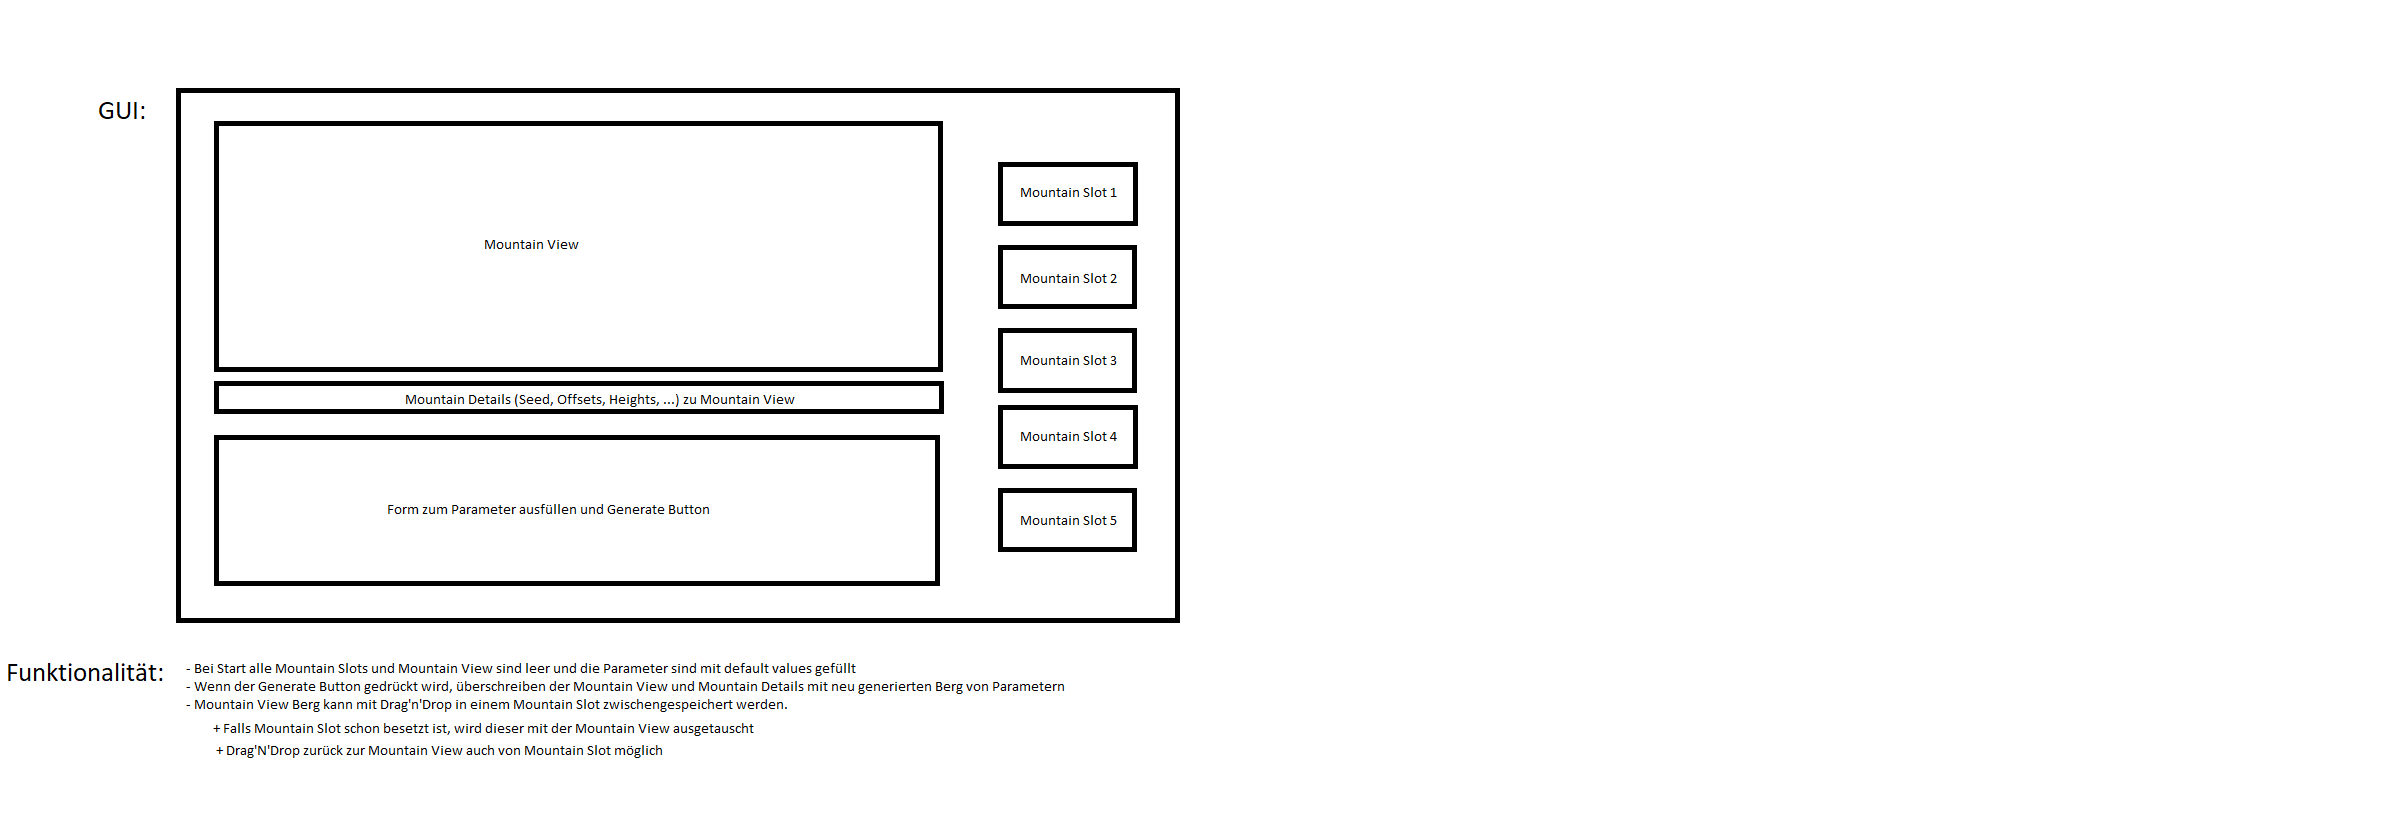 GUI:
Mountain View
Mountain Details (Seed, Offsets, Heights, ...) zu Mountain View
Form zum Parameter ausfüllen und Generate Button
Mountain Slot 1
Mountain Slot 2
Mountain Slot 3
Mountain Slot 4
Mountain Slot 5
Funktionalität:
- Bei Start alle Mountain Slots und Mountain View sind leer und die Parameter sind mit default values gefüllt
- Wenn der Generate Button gedrückt wird, überschreiben der Mountain View und Mountain Details mit neu generierten Berg von Parametern
- Mountain View Berg kann mit Drag'n'Drop in einem Mountain Slot zwischengespeichert werden.
+ Falls Mountain Slot schon besetzt ist, wird dieser mit der Mountain View ausgetauscht
+ Drag'N'Drop zurück zur Mountain View auch von Mountain Slot möglich